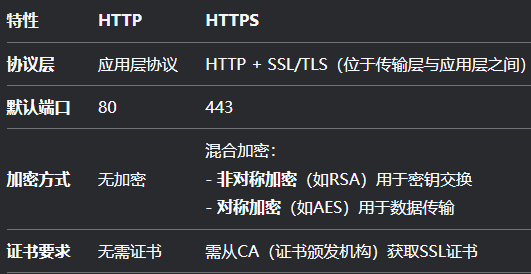 特性 HTTP HTTPS
协议层 应用层协议 HTTP + SSL/TLS（位于传输层与应用层之间）
默认端口 80 443
加密方式 无加密 混合加密：
- 非对称加密（如RSA）用于密钥交换
- 对称加密（如AES）用于数据传输
证书要求 无需证书 需从CA（证书颁发机构）获取SSL证书